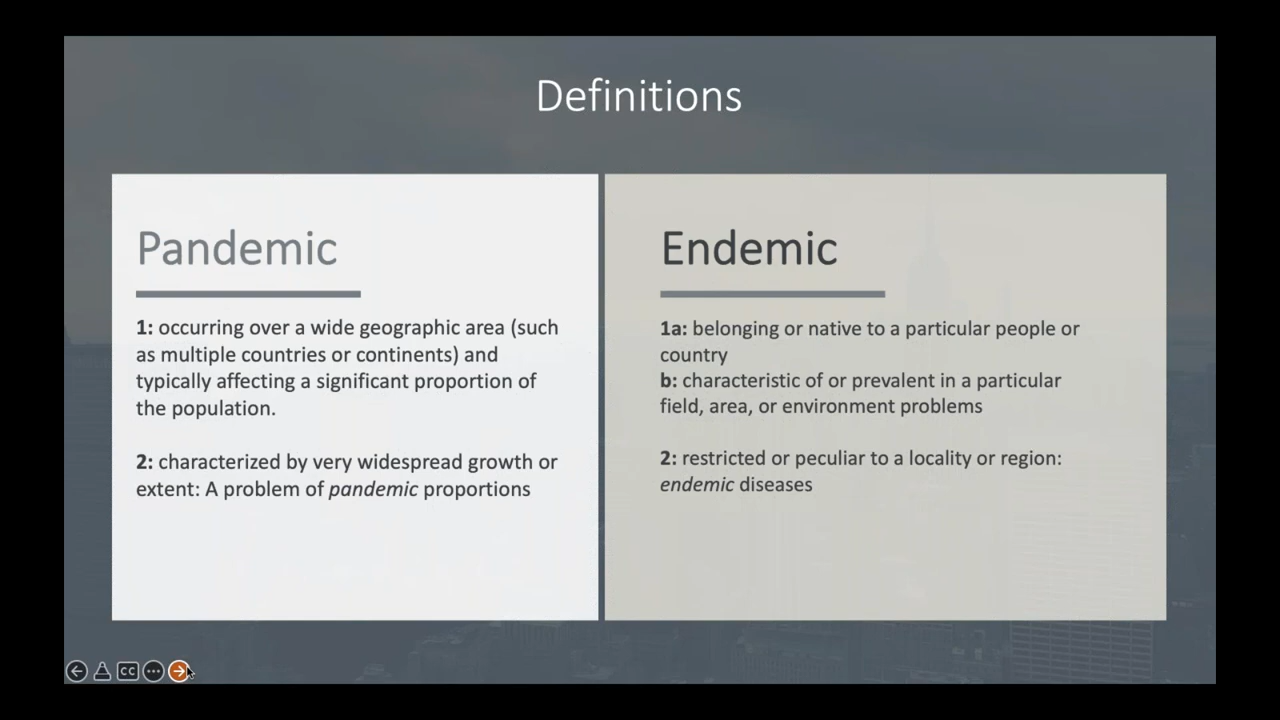 Definitions
Pandemic
1: occurring over a wide geographic area (such
as multiple countries or continents) and
typically affecting a significant proportion of
the population.
2: characterized by very widespread growth or
extent: A problem of pandemic proportions
Endemic
1a: belonging or native to a particular people or
country
b: characteristic of or prevalent in a particular
field, area, or environment problems
2: restricted or peculiar to a locality or region:
endemic diseases
CC